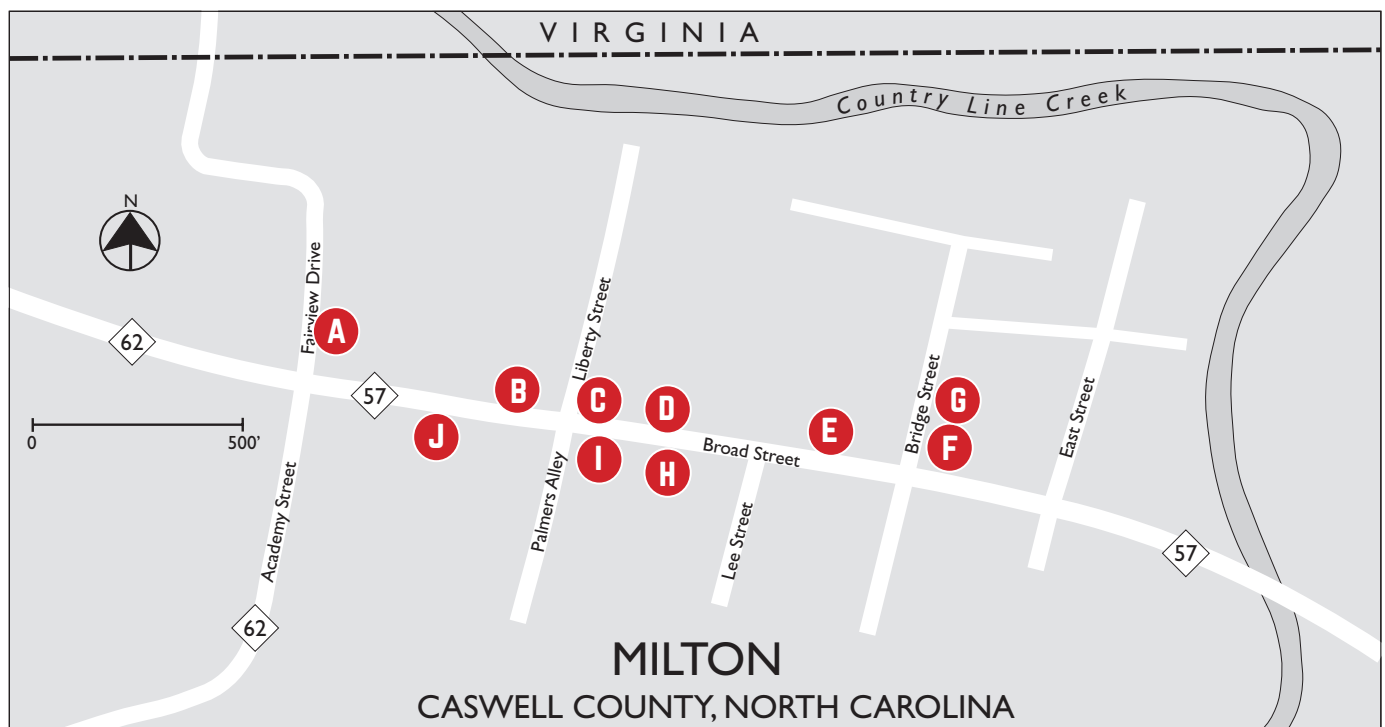 VIRGINIA
Country Line Creek
N
Fairview Drive
Liberty Street
A
62
57
B
C
D
E
Bridge Street
G
F
East Street
0 500'
J
I
H
Broad Street
Palmers Alley
Lee Street
Academy Street
57
62
MILTON
CASWELL COUNTY, NORTH CAROLINA